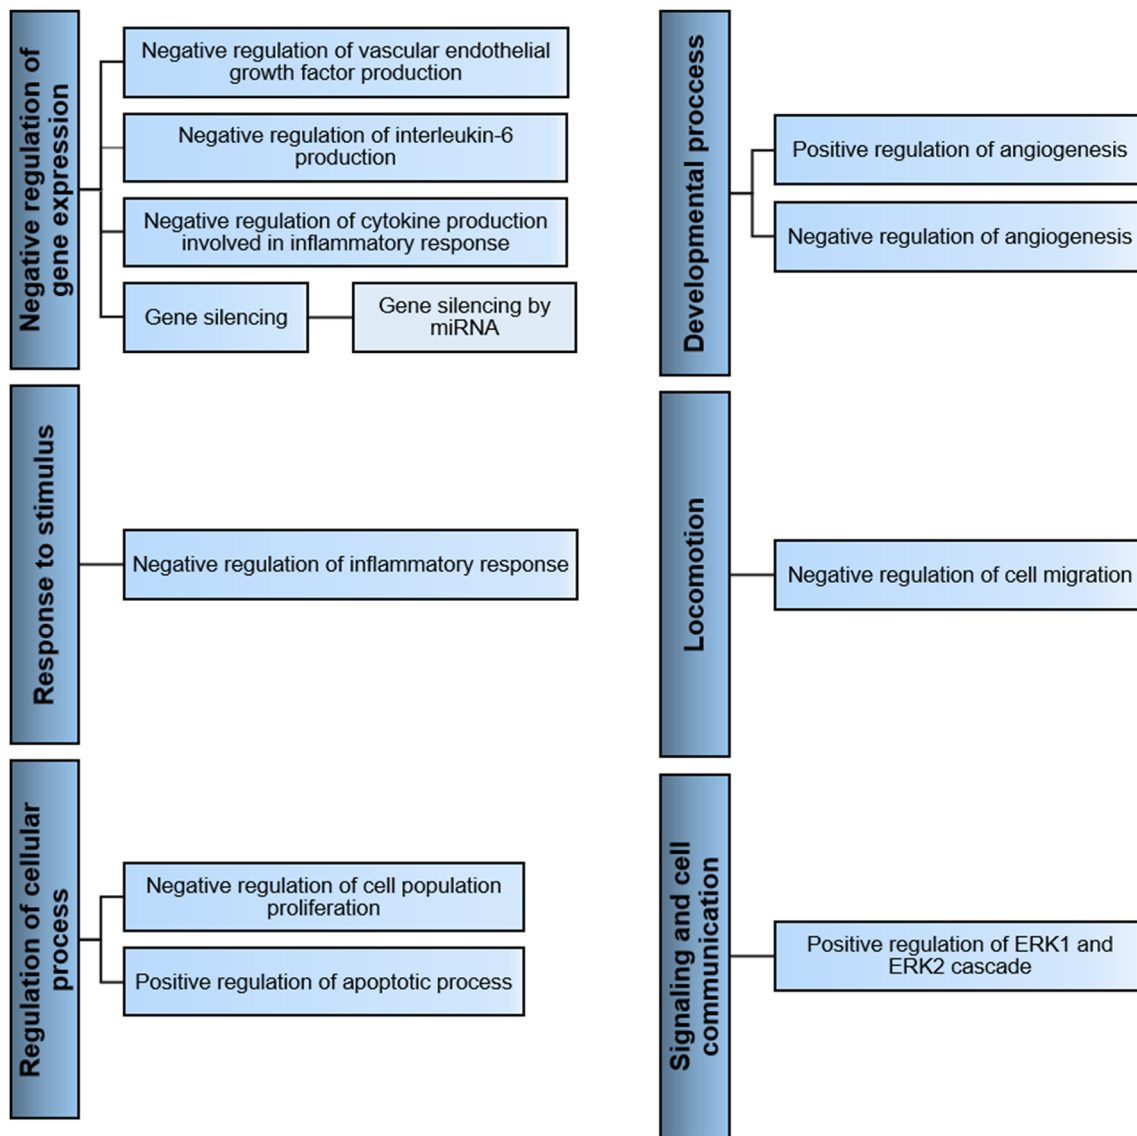 Negative regulation of
gene expression
Negative regulation of vascular endothelial
growth factor production
Negative regulation of interleukin-6
production
Negative regulation of cytokine production
involved in inflammatory response
Gene silencing
Gene silencing by
miRNA
Response to stimulus
Negative regulation of inflammatory response
Regulation of cellular
process
Negative regulation of cell population
proliferation
Positive regulation of apoptotic process
Developmental proccess
Positive regulation of angiogenesis
Negative regulation of angiogenesis
Locomotion
Negative regulation of cell migration
Signaling and cell
communication
Positive regulation of ERK1 and
ERK2 cascade